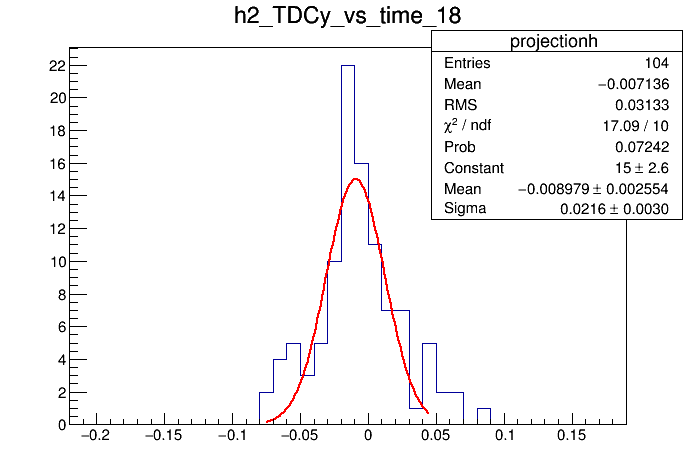 h2_TDCy_vs_time_18
projectionh
Entries 104
Mean −0.007136
RMS 0.03133
χ² / ndf 17.09 / 10
Prob 0.07242
Constant 15 ± 2.6
Mean −0.008979 ± 0.002554
Sigma 0.0216 ± 0.0030
22
20
18
16
14
12
10
8
6
4
2
0
−0.2 −0.15 −0.1 −0.05 0 0.05 0.1 0.15